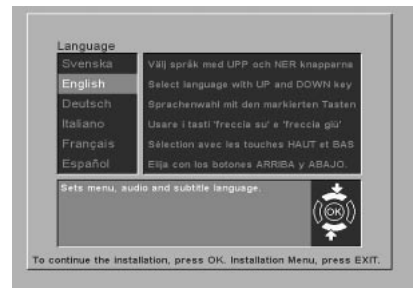 Language
Svenska
Välj språk med UPP och NER knapparna
English
Select language with UP and DOWN key
Deutsch
Sprachenwahl mit den markierten Tasten
Italiano
Usare i tasti 'freccia su' e 'freccia giù'
Français
Sélection avec les touches HAUT et BAS
Español
Elija con los botones ARRIBA y ABAJO.
Sets menu, audio and subtitle language.
OK
To continue the installation, press OK. Installation Menu, press EXIT.